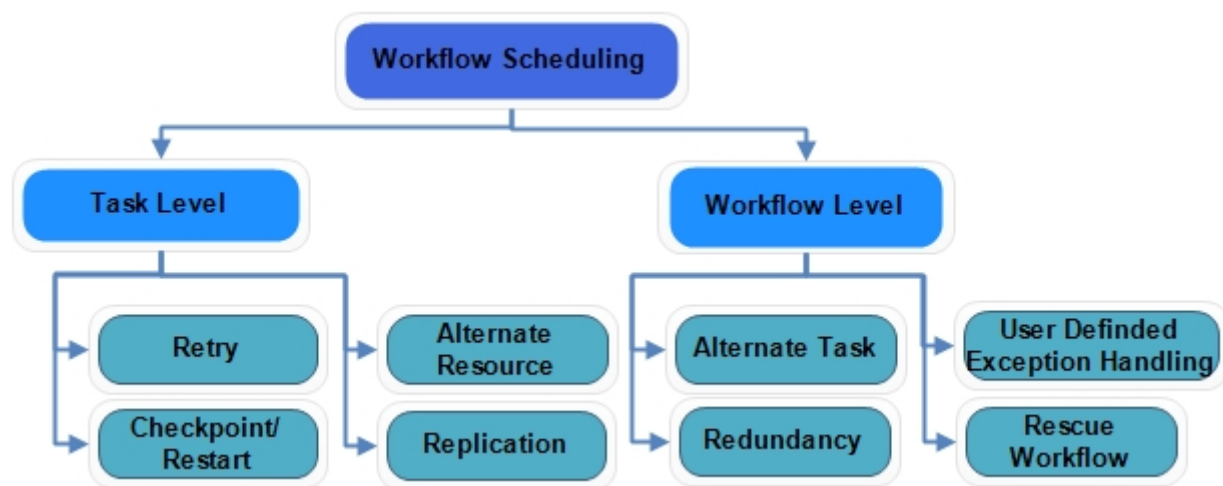 Workflow Scheduling
Task Level
Workflow Level
Retry
Alternate
Resource
Alternate Task
User Definded
Exception Handling
Checkpoint/
Restart
Replication
Redundancy
Rescue
Workflow